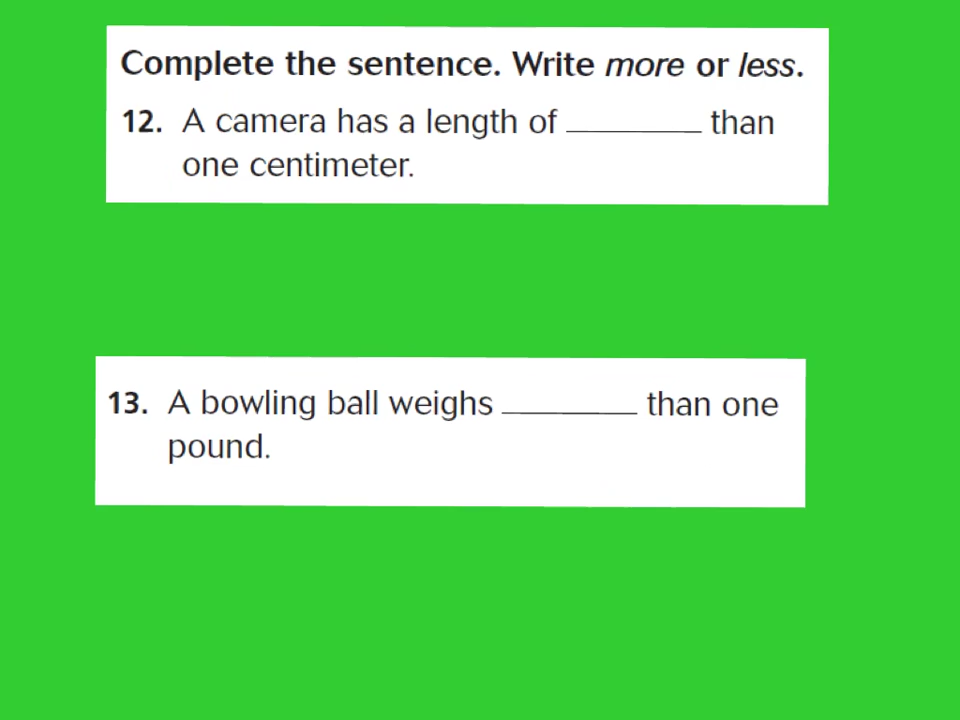 Complete the sentence. Write more or less.
12. A camera has a length of ________ than
one centimeter.
13. A bowling ball weighs ________ than one
pound.